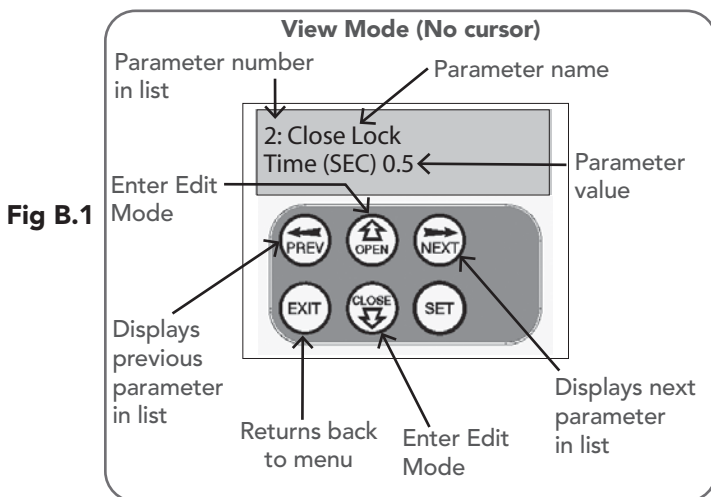 View Mode (No cursor)
Parameter number
in list
Parameter name
2: Close Lock
Time (SEC) 0.5
Parameter
value
Enter Edit
Mode
Fig B.1
PREV
OPEN
NEXT
EXIT
CLOSE
SET
Displays
previous
parameter
in list
Returns back
to menu
Enter Edit
Mode
Displays next
parameter
in list